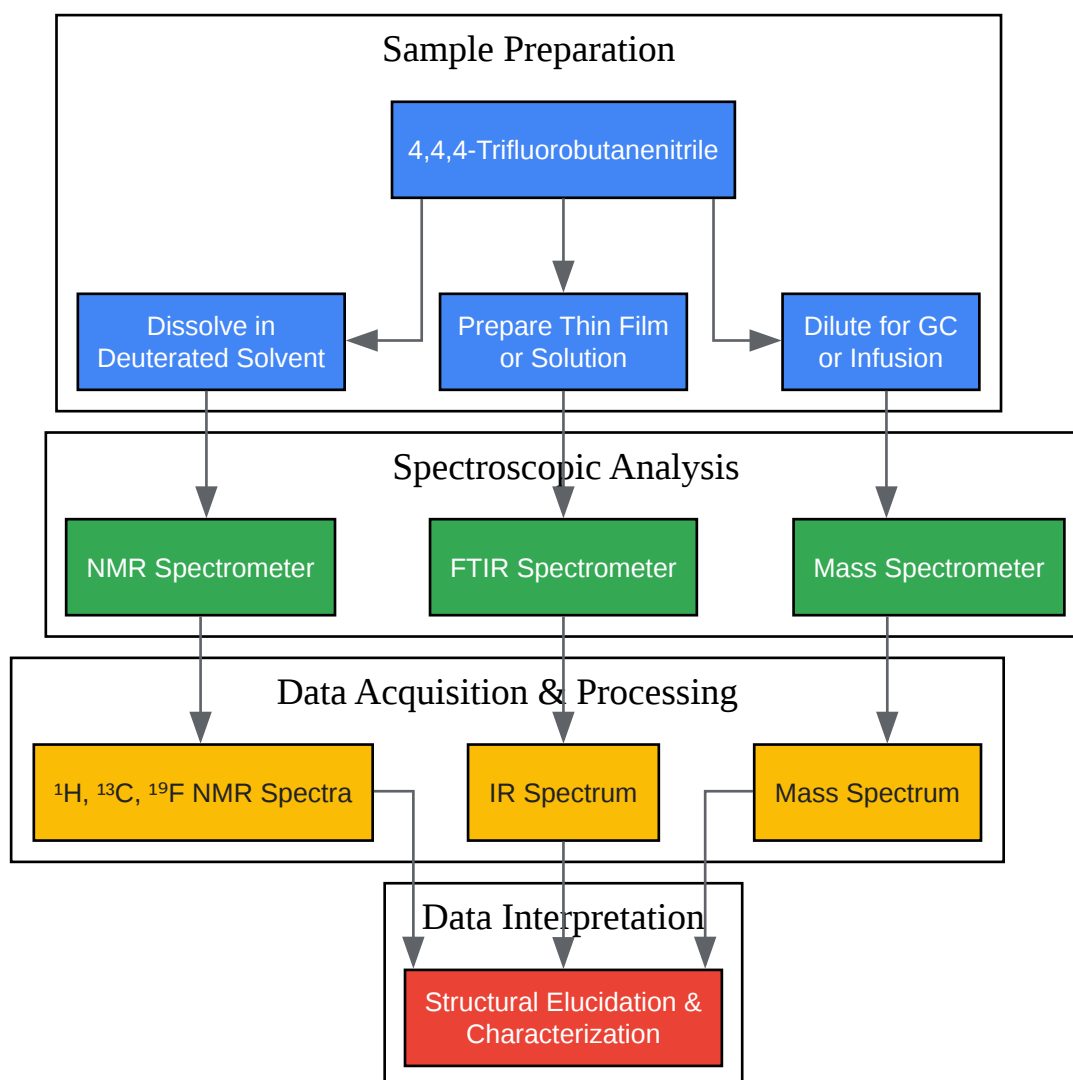 Sample Preparation
4,4,4-Trifluorobutanenitrile
Dissolve in
Deuterated Solvent
Prepare Thin Film
or Solution
Dilute for GC
or Infusion
Spectroscopic Analysis
NMR Spectrometer
FTIR Spectrometer
Mass Spectrometer
Data Acquisition & Processing
¹H, ¹³C, ¹⁹F NMR Spectra
IR Spectrum
Mass Spectrum
Data Interpretation
Structural Elucidation &
Characterization